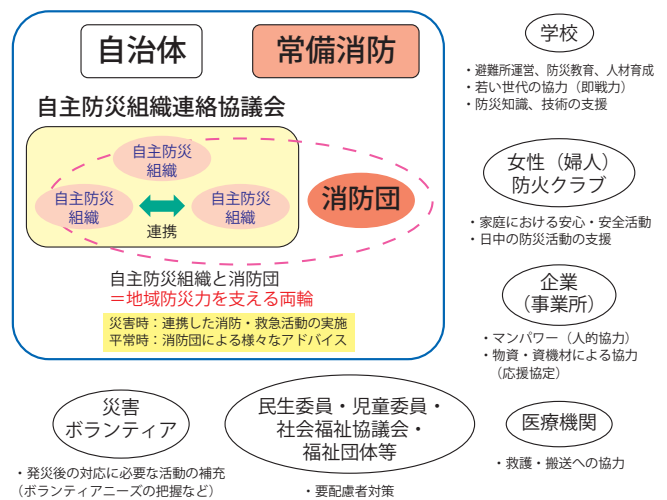 自治体
常備消防
自主防災組織連絡協議会
自主防災
組織
自主防災
組織
自主防災
組織
連携
消防団
自主防災組織と消防団
＝地域防災力を支える両輪
災害時：連携した消防・救急活動の実施
平常時：消防団による様々なアドバイス
学校
・避難所運営、防災教育、人材育成
・若い世代の協力（即戦力）
・防災知識、技術の支援
女性（婦人）
防火クラブ
・家庭における安心・安全活動
・日中の防災活動の支援
企業
（事業所）
・マンパワー（人的協力）
・物資・資機材による協力
（応援協定）
災害
ボランティア
・発災後の対応に必要な活動の補充
（ボランティアニーズの把握など）
民生委員・児童委員・
社会福祉協議会・
福祉団体等
・要配慮者対策
医療機関
・救護・搬送への協力